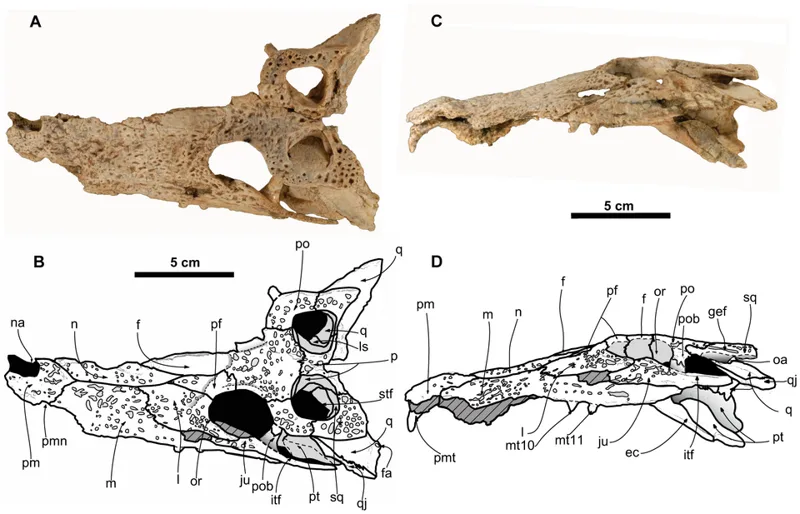 A
C
5 cm
B
5 cm
po
q
na
n
f
pf
q
ls
p
stf
q
pm
pmn
m
l
or
ju
pob
itf
pt
sq
qj
fa
D
pm
m
n
f
pf
f
or
po
pob
gef
sq
oa
qj
q
pt
itf
ec
ju
mt11
mt10
l
pmt